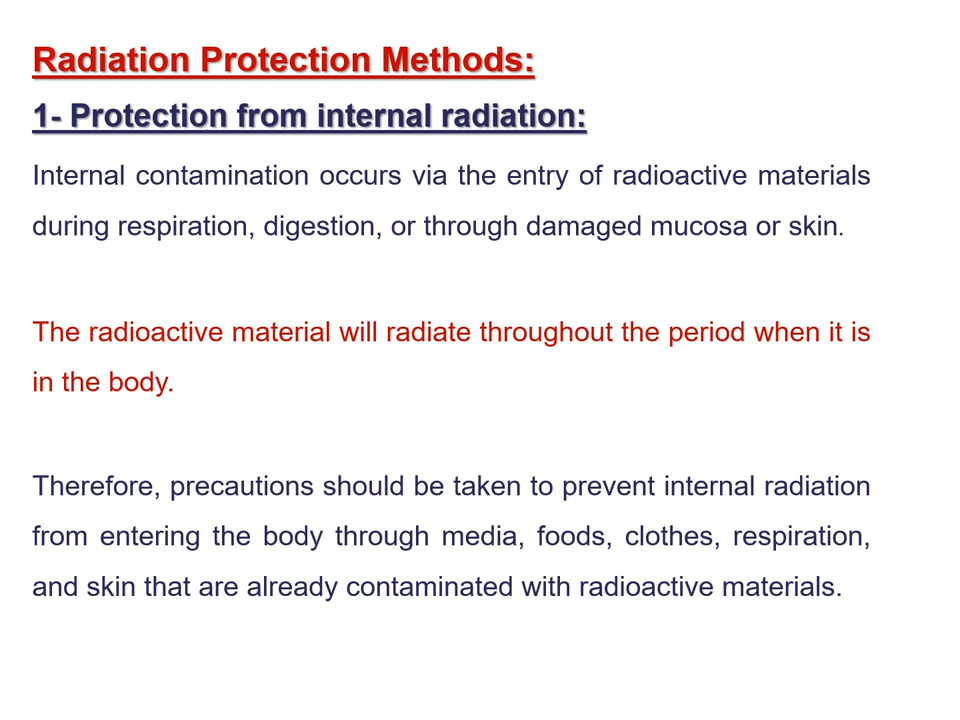 Radiation Protection Methods:
1- Protection from internal radiation:
Internal contamination occurs via the entry of radioactive materials
during respiration, digestion, or through damaged mucosa or skin.
The radioactive material will radiate throughout the period when it is
in the body.
Therefore, precautions should be taken to prevent internal radiation
from entering the body through media, foods, clothes, respiration,
and skin that are already contaminated with radioactive materials.